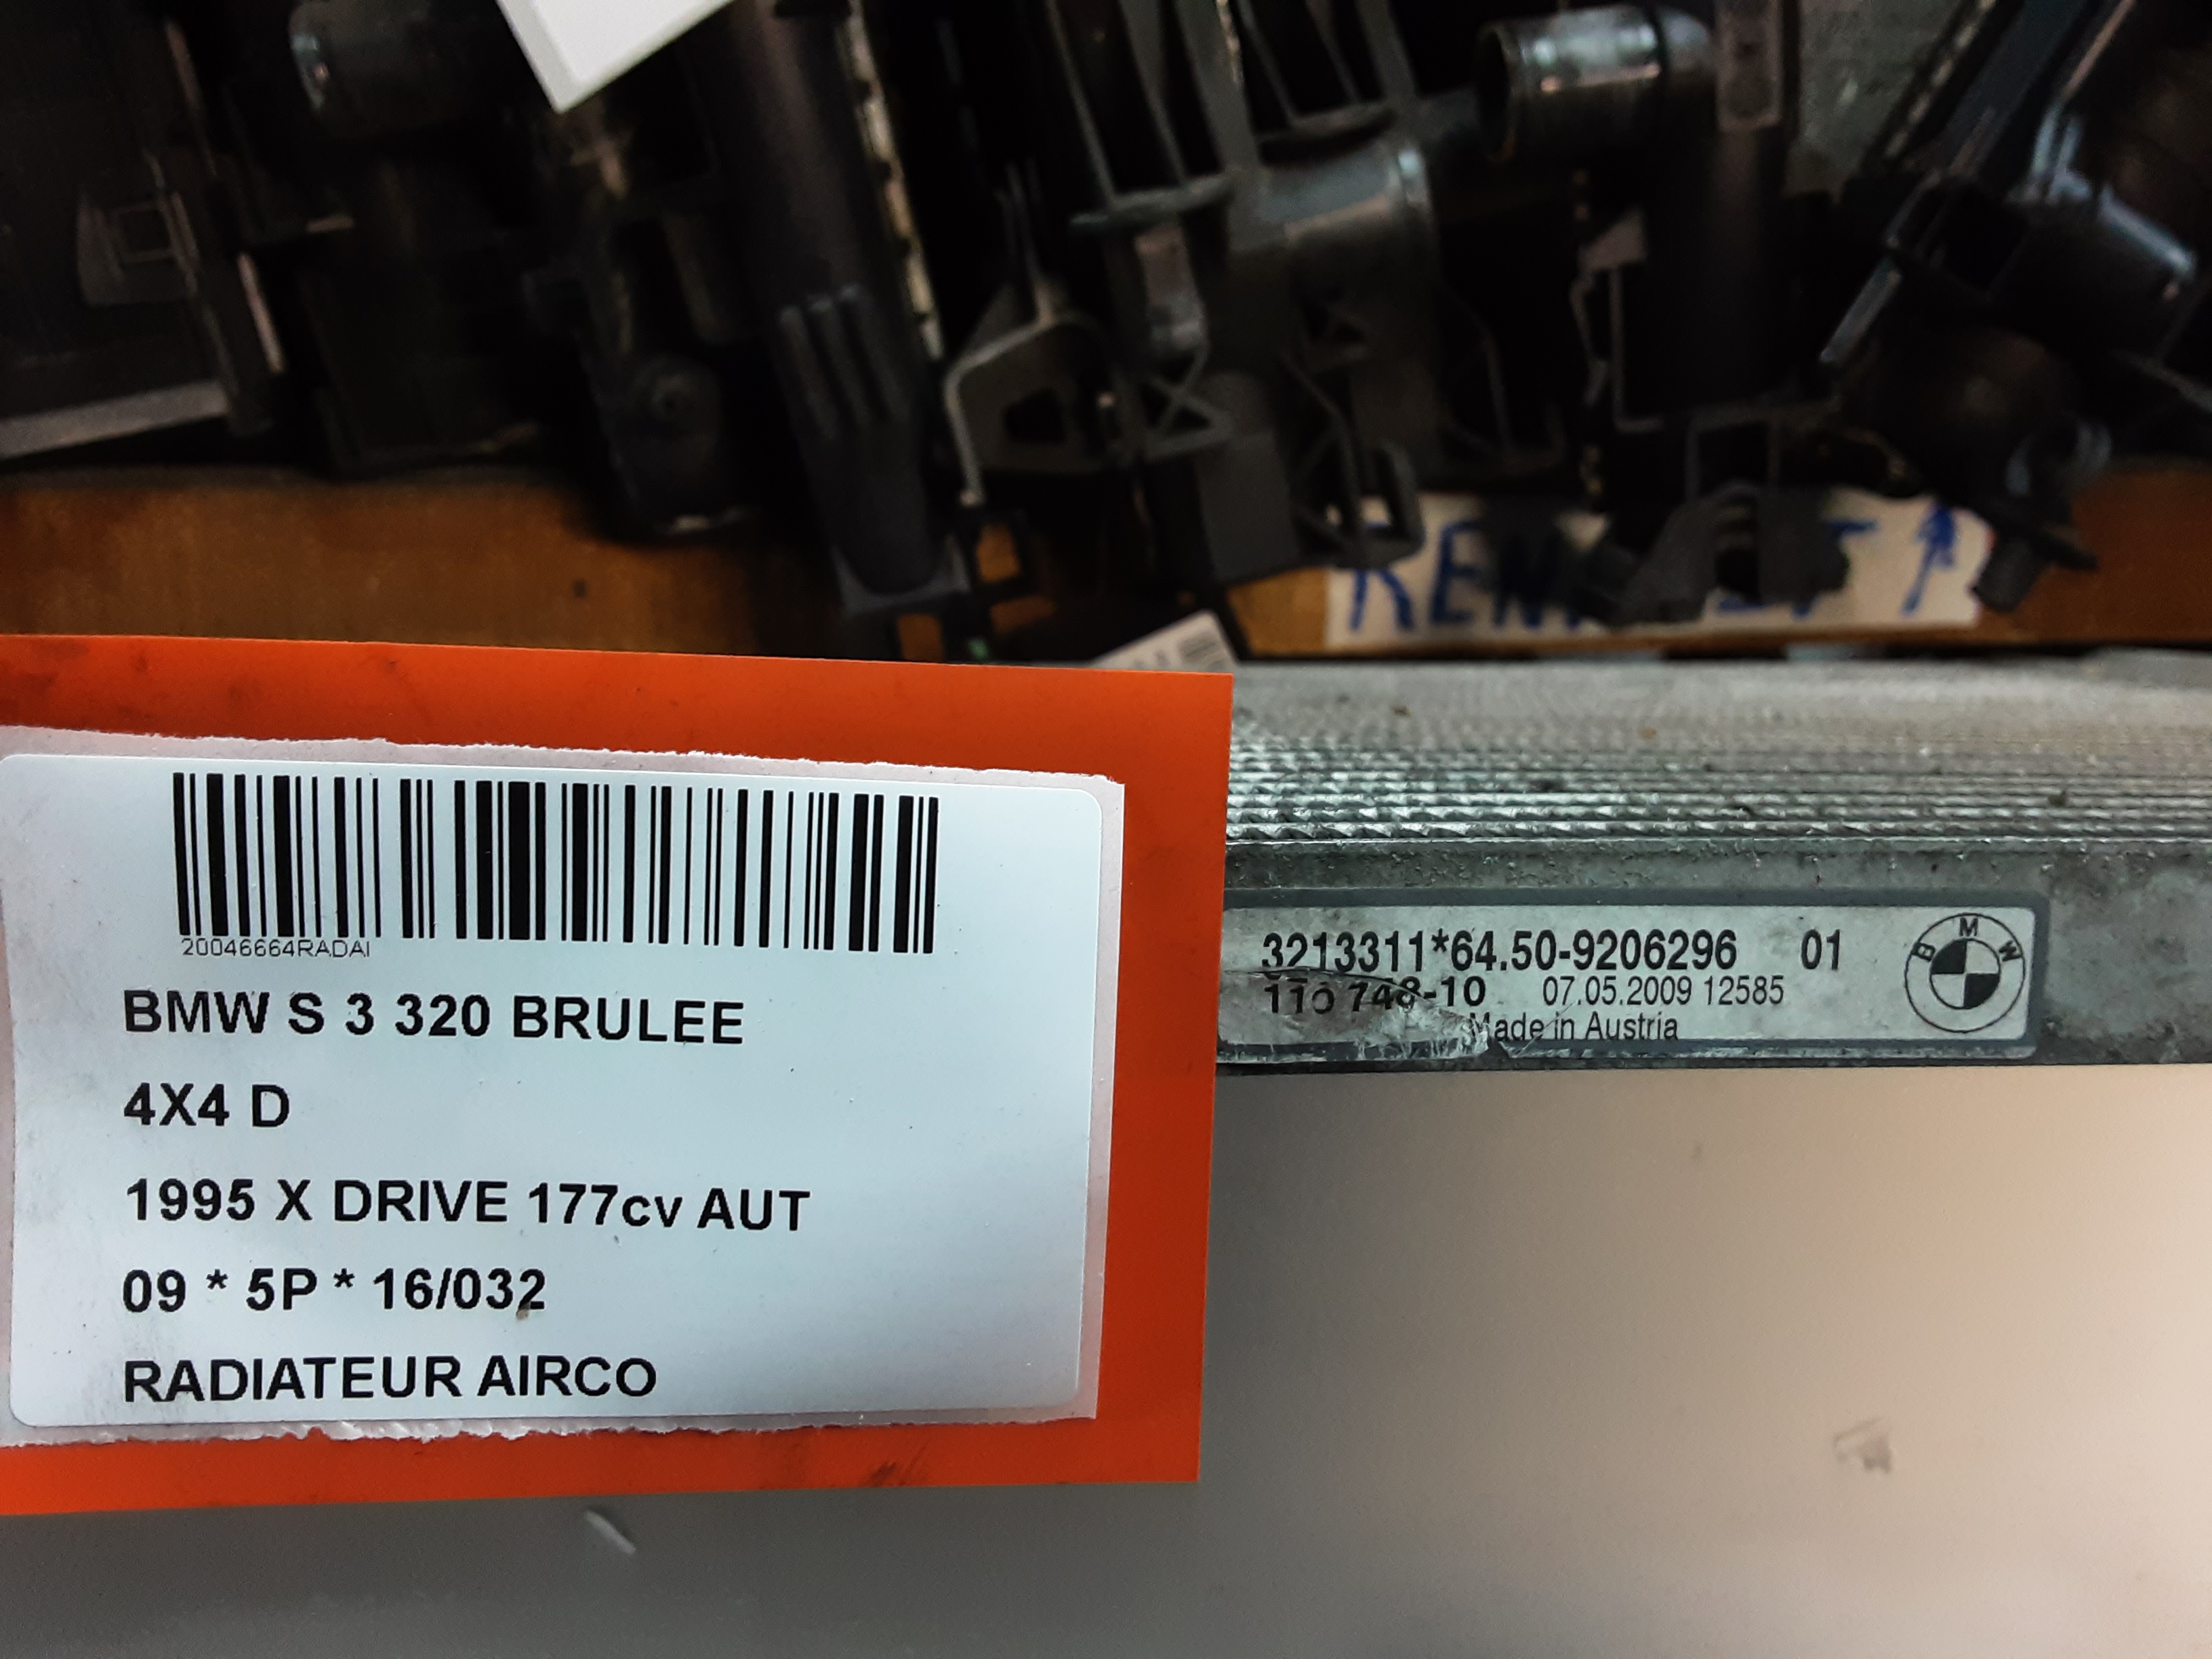 20046664RADAI
BMW S 3 320 BRULEE
4X4 D
1995 X DRIVE 177cv AUT
09 * 5P * 16/032
RADIATEUR AIRCO
3213311*64.50-9206296 01
07.05.2009 12585
Made in Austria
BMW